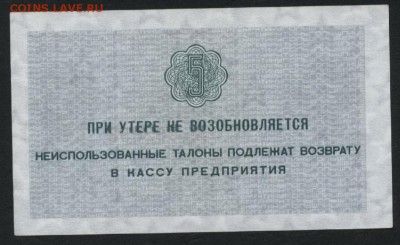 COINS.LAVE.RU
5
ПРИ УТЕРЕ НЕ ВОЗОБНОВЛЯЕТСЯ
НЕИСПОЛЬЗОВАННЫЕ ТАЛОНЫ ПОДЛЕЖАТ ВОЗВРАТУ
В КАССУ ПРЕДПРИЯТИЯ